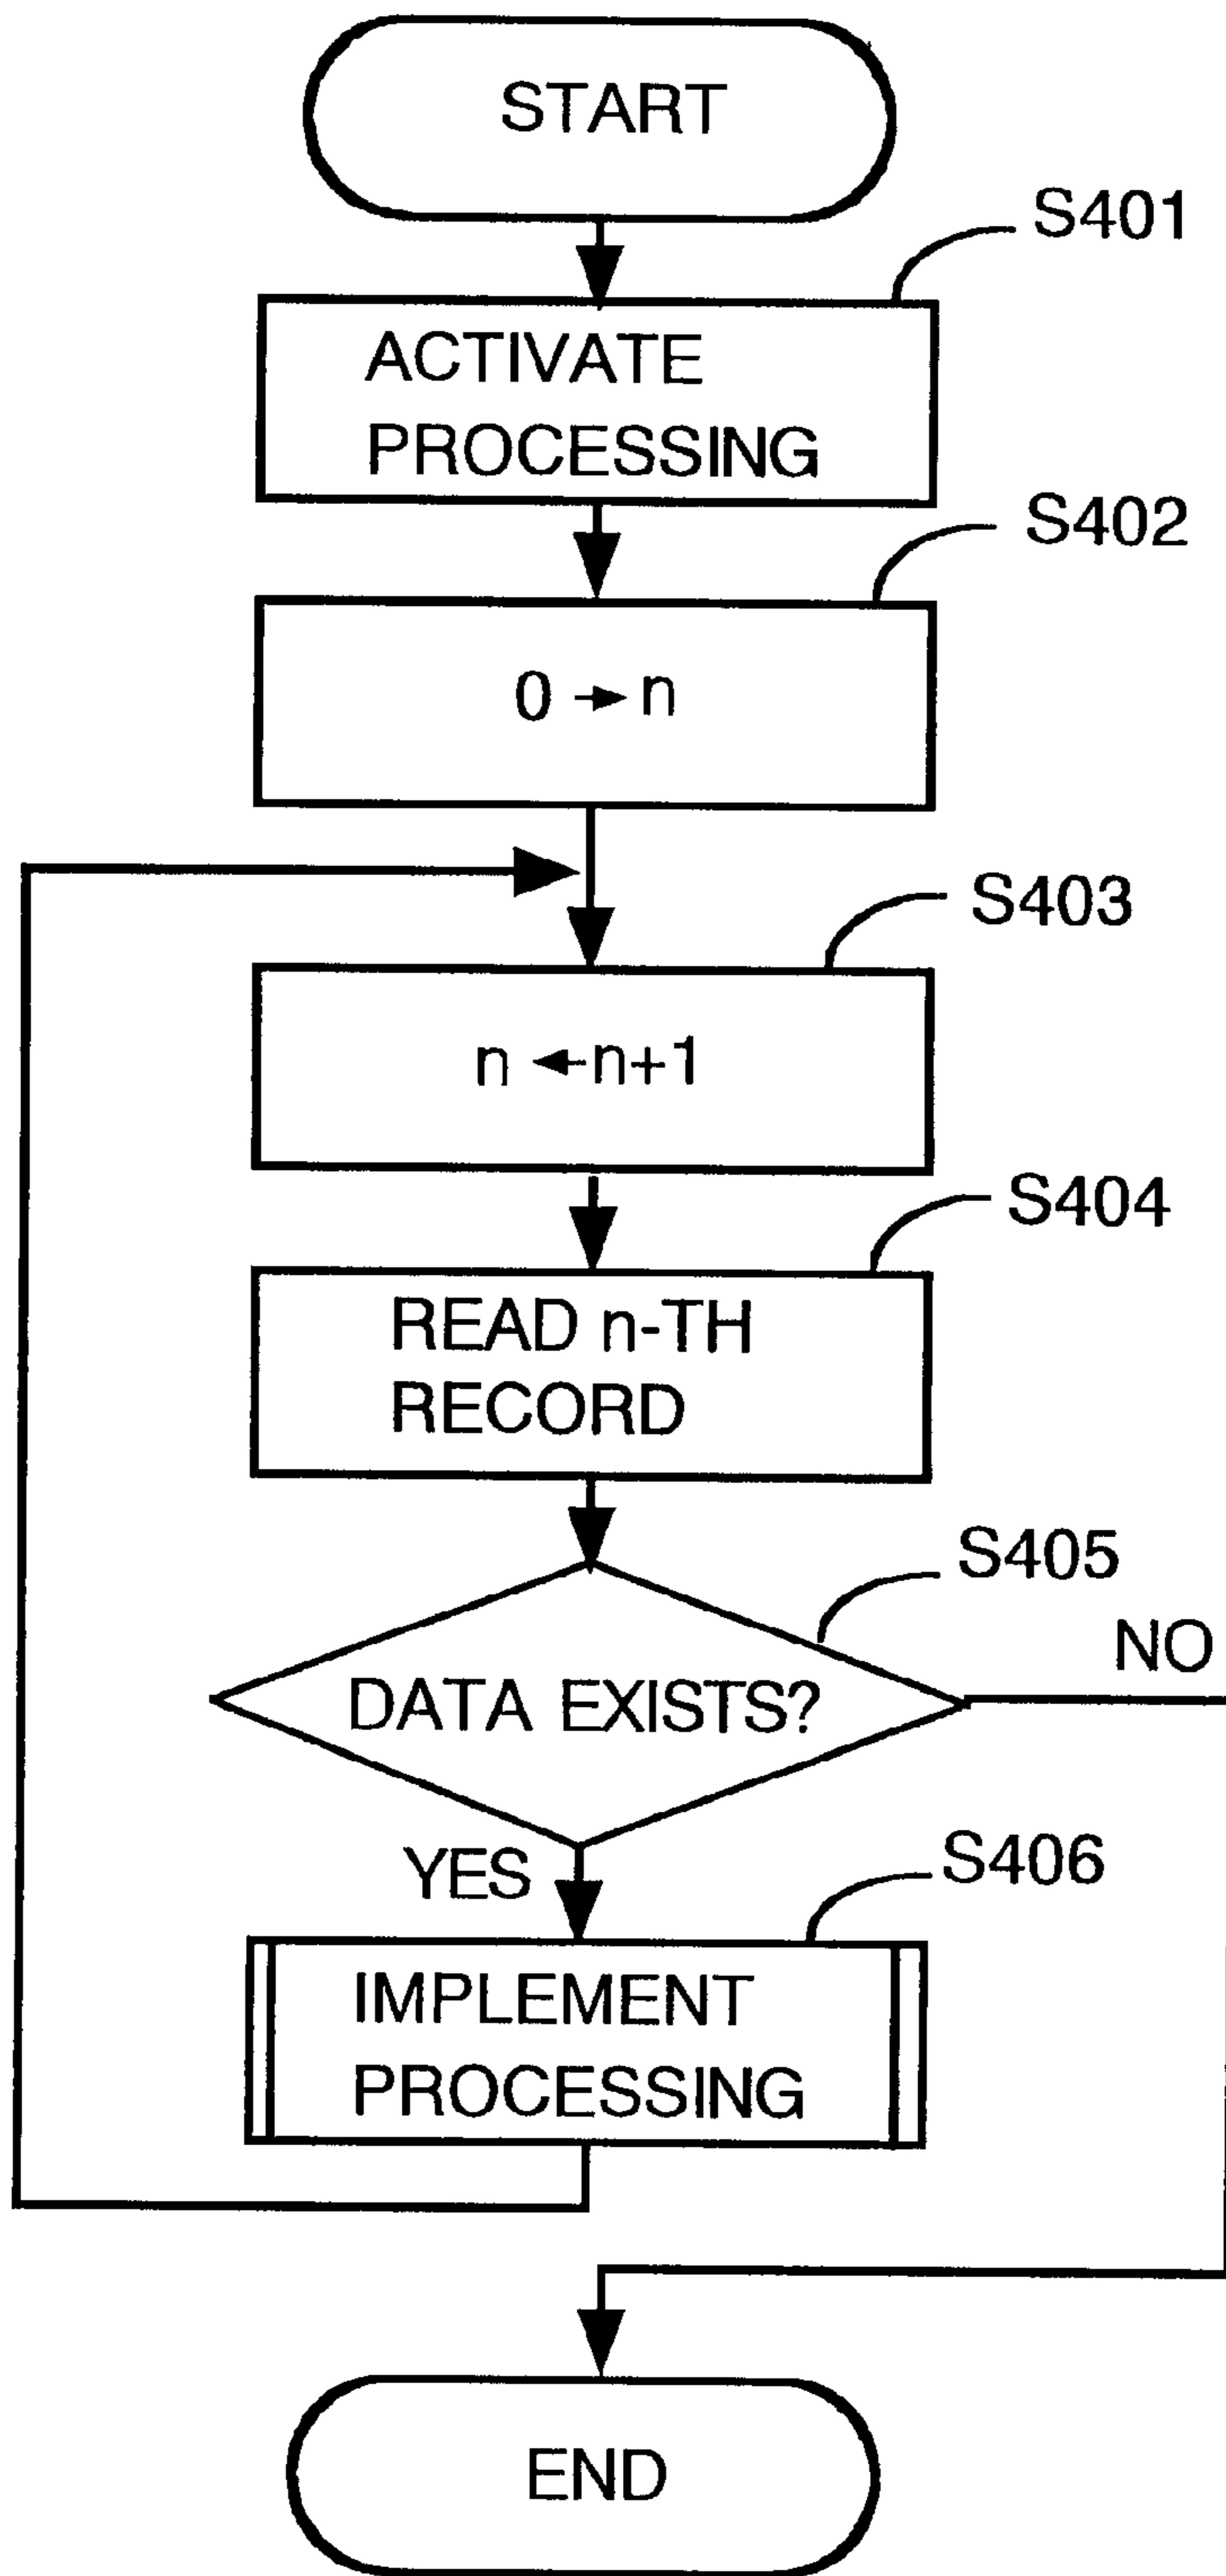 START
S401
ACTIVATE
PROCESSING
S402
0 → n
S403
n ← n+1
S404
READ n-TH
RECORD
S405
NO
DATA EXISTS?
YES
S406
IMPLEMENT
PROCESSING
END